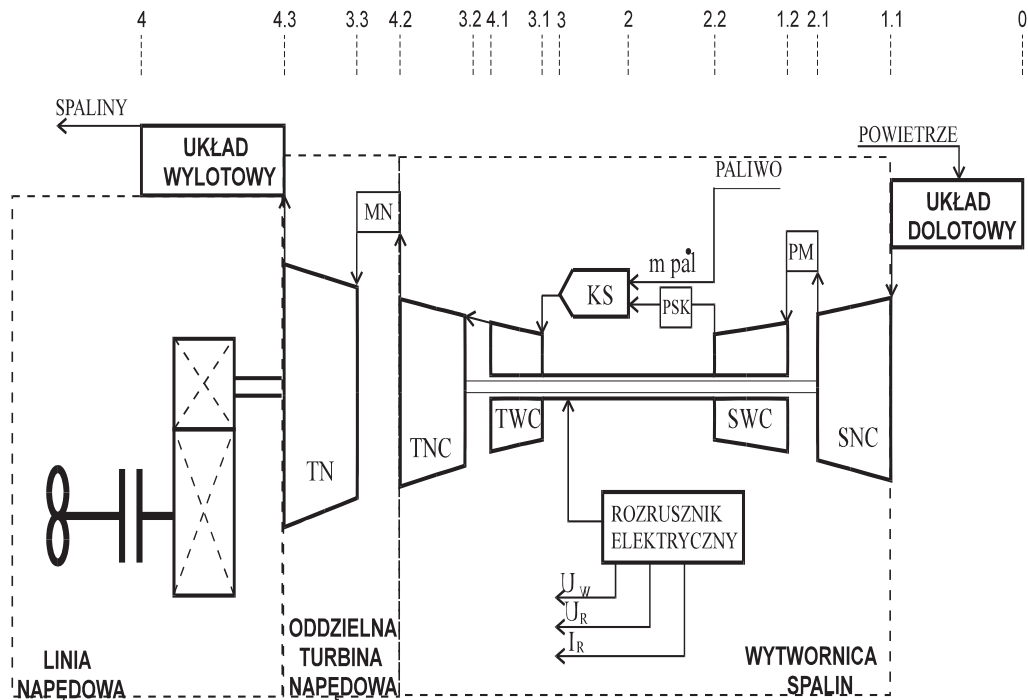 4 4.3 3.3 4.2 3.2 4.1 3.1 3 2 2.2 1.2 2.1 1.1 0
SPALINY
UKŁAD
WYLOTOWY
POWIETRZE
UKŁAD
DOLOTOWY
PALIWO
MN
PM
m pal
KS
PSK
TWC
SWC
TNC
SNC
TN
ROZRUSZNIK
ELEKTRYCZNY
U W
U R
I R
LINIA
NAPĘDOWA
ODDZIELNA
TURBINA
NAPĘDOWA
WYTWORNICA
SPALIN